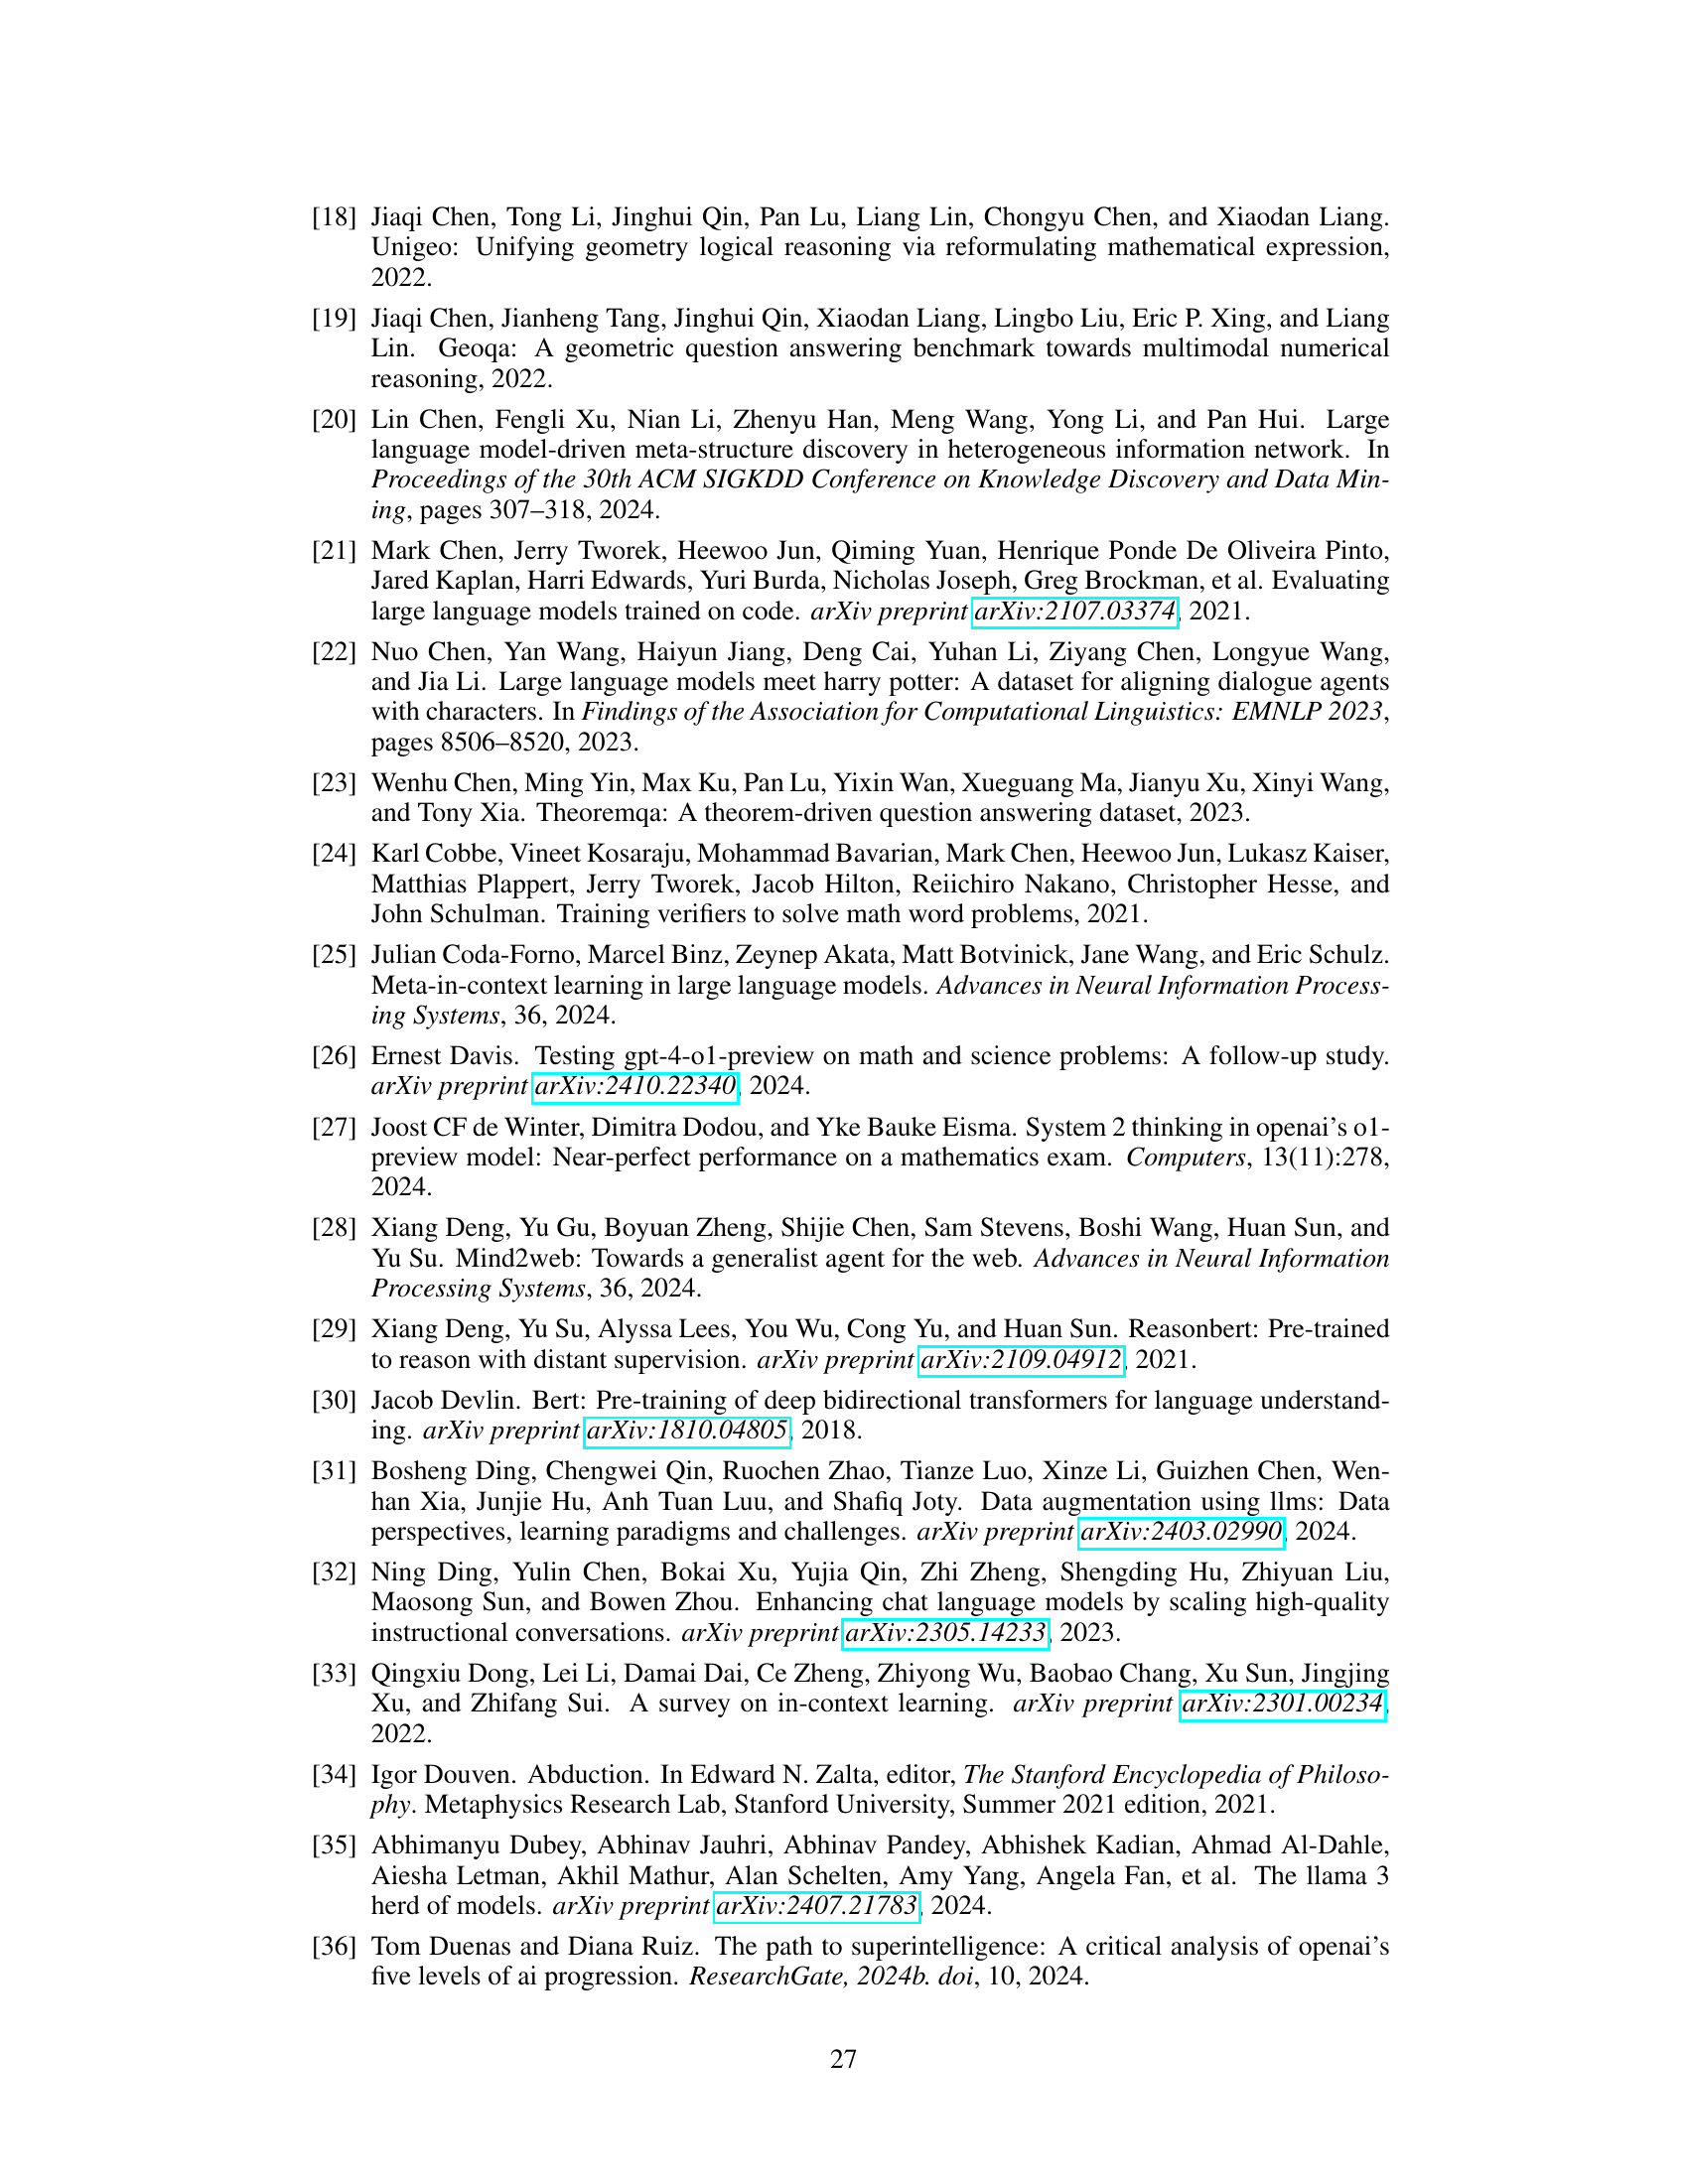 [18] Jiaqi Chen, Tong Li, Jinghui Qin, Pan Lu, Liang Lin, Chongyu Chen, and Xiaodan Liang.
Unigeo: Unifying geometry logical reasoning via reformulating mathematical expression,
2022.
[19] Jiaqi Chen, Jianheng Tang, Jinghui Qin, Xiaodan Liang, Lingbo Liu, Eric P. Xing, and Liang
Lin. Geoqa: A geometric question answering benchmark towards multimodal numerical
reasoning, 2022.
[20] Lin Chen, Fengli Xu, Nian Li, Zhenyu Han, Meng Wang, Yong Li, and Pan Hui. Large
language model-driven meta-structure discovery in heterogeneous information network. In
Proceedings of the 30th ACM SIGKDD Conference on Knowledge Discovery and Data Min-
ing, pages 307–318, 2024.
[21] Mark Chen, Jerry Tworek, Heewoo Jun, Qiming Yuan, Henrique Ponde De Oliveira Pinto,
Jared Kaplan, Harri Edwards, Yuri Burda, Nicholas Joseph, Greg Brockman, et al. Evaluating
large language models trained on code. arXiv preprint arXiv:2107.03374, 2021.
[22] Nuo Chen, Yan Wang, Haiyun Jiang, Deng Cai, Yuhan Li, Ziyang Chen, Longyue Wang,
and Jia Li. Large language models meet harry potter: A dataset for aligning dialogue agents
with characters. In Findings of the Association for Computational Linguistics: EMNLP 2023,
pages 8506–8520, 2023.
[23] Wenhu Chen, Ming Yin, Max Ku, Pan Lu, Yixin Wan, Xueguang Ma, Jianyu Xu, Xinyi Wang,
and Tony Xia. Theoremqa: A theorem-driven question answering dataset, 2023.
[24] Karl Cobbe, Vineet Kosaraju, Mohammad Bavarian, Mark Chen, Heewoo Jun, Lukasz Kaiser,
Matthias Plappert, Jerry Tworek, Jacob Hilton, Reiichiro Nakano, Christopher Hesse, and
John Schulman. Training verifiers to solve math word problems, 2021.
[25] Julian Coda-Forno, Marcel Binz, Zeynep Akata, Matt Botvinick, Jane Wang, and Eric Schulz.
Meta-in-context learning in large language models. Advances in Neural Information Process-
ing Systems, 36, 2024.
[26] Ernest Davis. Testing gpt-4-o1-preview on math and science problems: A follow-up study.
arXiv preprint arXiv:2410.22340, 2024.
[27] Joost CF de Winter, Dimitra Dodou, and Yke Bauke Eisma. System 2 thinking in openai's o1-
preview model: Near-perfect performance on a mathematics exam. Computers, 13(11):278,
2024.
[28] Xiang Deng, Yu Gu, Boyuan Zheng, Shijie Chen, Sam Stevens, Boshi Wang, Huan Sun, and
Yu Su. Mind2web: Towards a generalist agent for the web. Advances in Neural Information
Processing Systems, 36, 2024.
[29] Xiang Deng, Yu Su, Alyssa Lees, You Wu, Cong Yu, and Huan Sun. Reasonbert: Pre-trained
to reason with distant supervision. arXiv preprint arXiv:2109.04912, 2021.
[30] Jacob Devlin. Bert: Pre-training of deep bidirectional transformers for language understand-
ing. arXiv preprint arXiv:1810.04805, 2018.
[31] Bosheng Ding, Chengwei Qin, Ruochen Zhao, Tianze Luo, Xinze Li, Guizhen Chen, Wen-
han Xia, Junjie Hu, Anh Tuan Luu, and Shafiq Joty. Data augmentation using llms: Data
perspectives, learning paradigms and challenges. arXiv preprint arXiv:2403.02990, 2024.
[32] Ning Ding, Yulin Chen, Bokai Xu, Yujia Qin, Zhi Zheng, Shengding Hu, Zhiyuan Liu,
Maosong Sun, and Bowen Zhou. Enhancing chat language models by scaling high-quality
instructional conversations. arXiv preprint arXiv:2305.14233, 2023.
[33] Qingxiu Dong, Lei Li, Damai Dai, Ce Zheng, Zhiyong Wu, Baobao Chang, Xu Sun, Jingjing
Xu, and Zhifang Sui. A survey on in-context learning. arXiv preprint arXiv:2301.00234,
2022.
[34] Igor Douven. Abduction. In Edward N. Zalta, editor, The Stanford Encyclopedia of Philoso-
phy. Metaphysics Research Lab, Stanford University, Summer 2021 edition, 2021.
[35] Abhimanyu Dubey, Abhinav Jauhri, Abhinav Pandey, Abhishek Kadian, Ahmad Al-Dahle,
Aiesha Letman, Akhil Mathur, Alan Schelten, Amy Yang, Angela Fan, et al. The llama 3
herd of models. arXiv preprint arXiv:2407.21783, 2024.
[36] Tom Duenas and Diana Ruiz. The path to superintelligence: A critical analysis of openai's
five levels of ai progression. ResearchGate, 2024b. doi, 10, 2024.
27